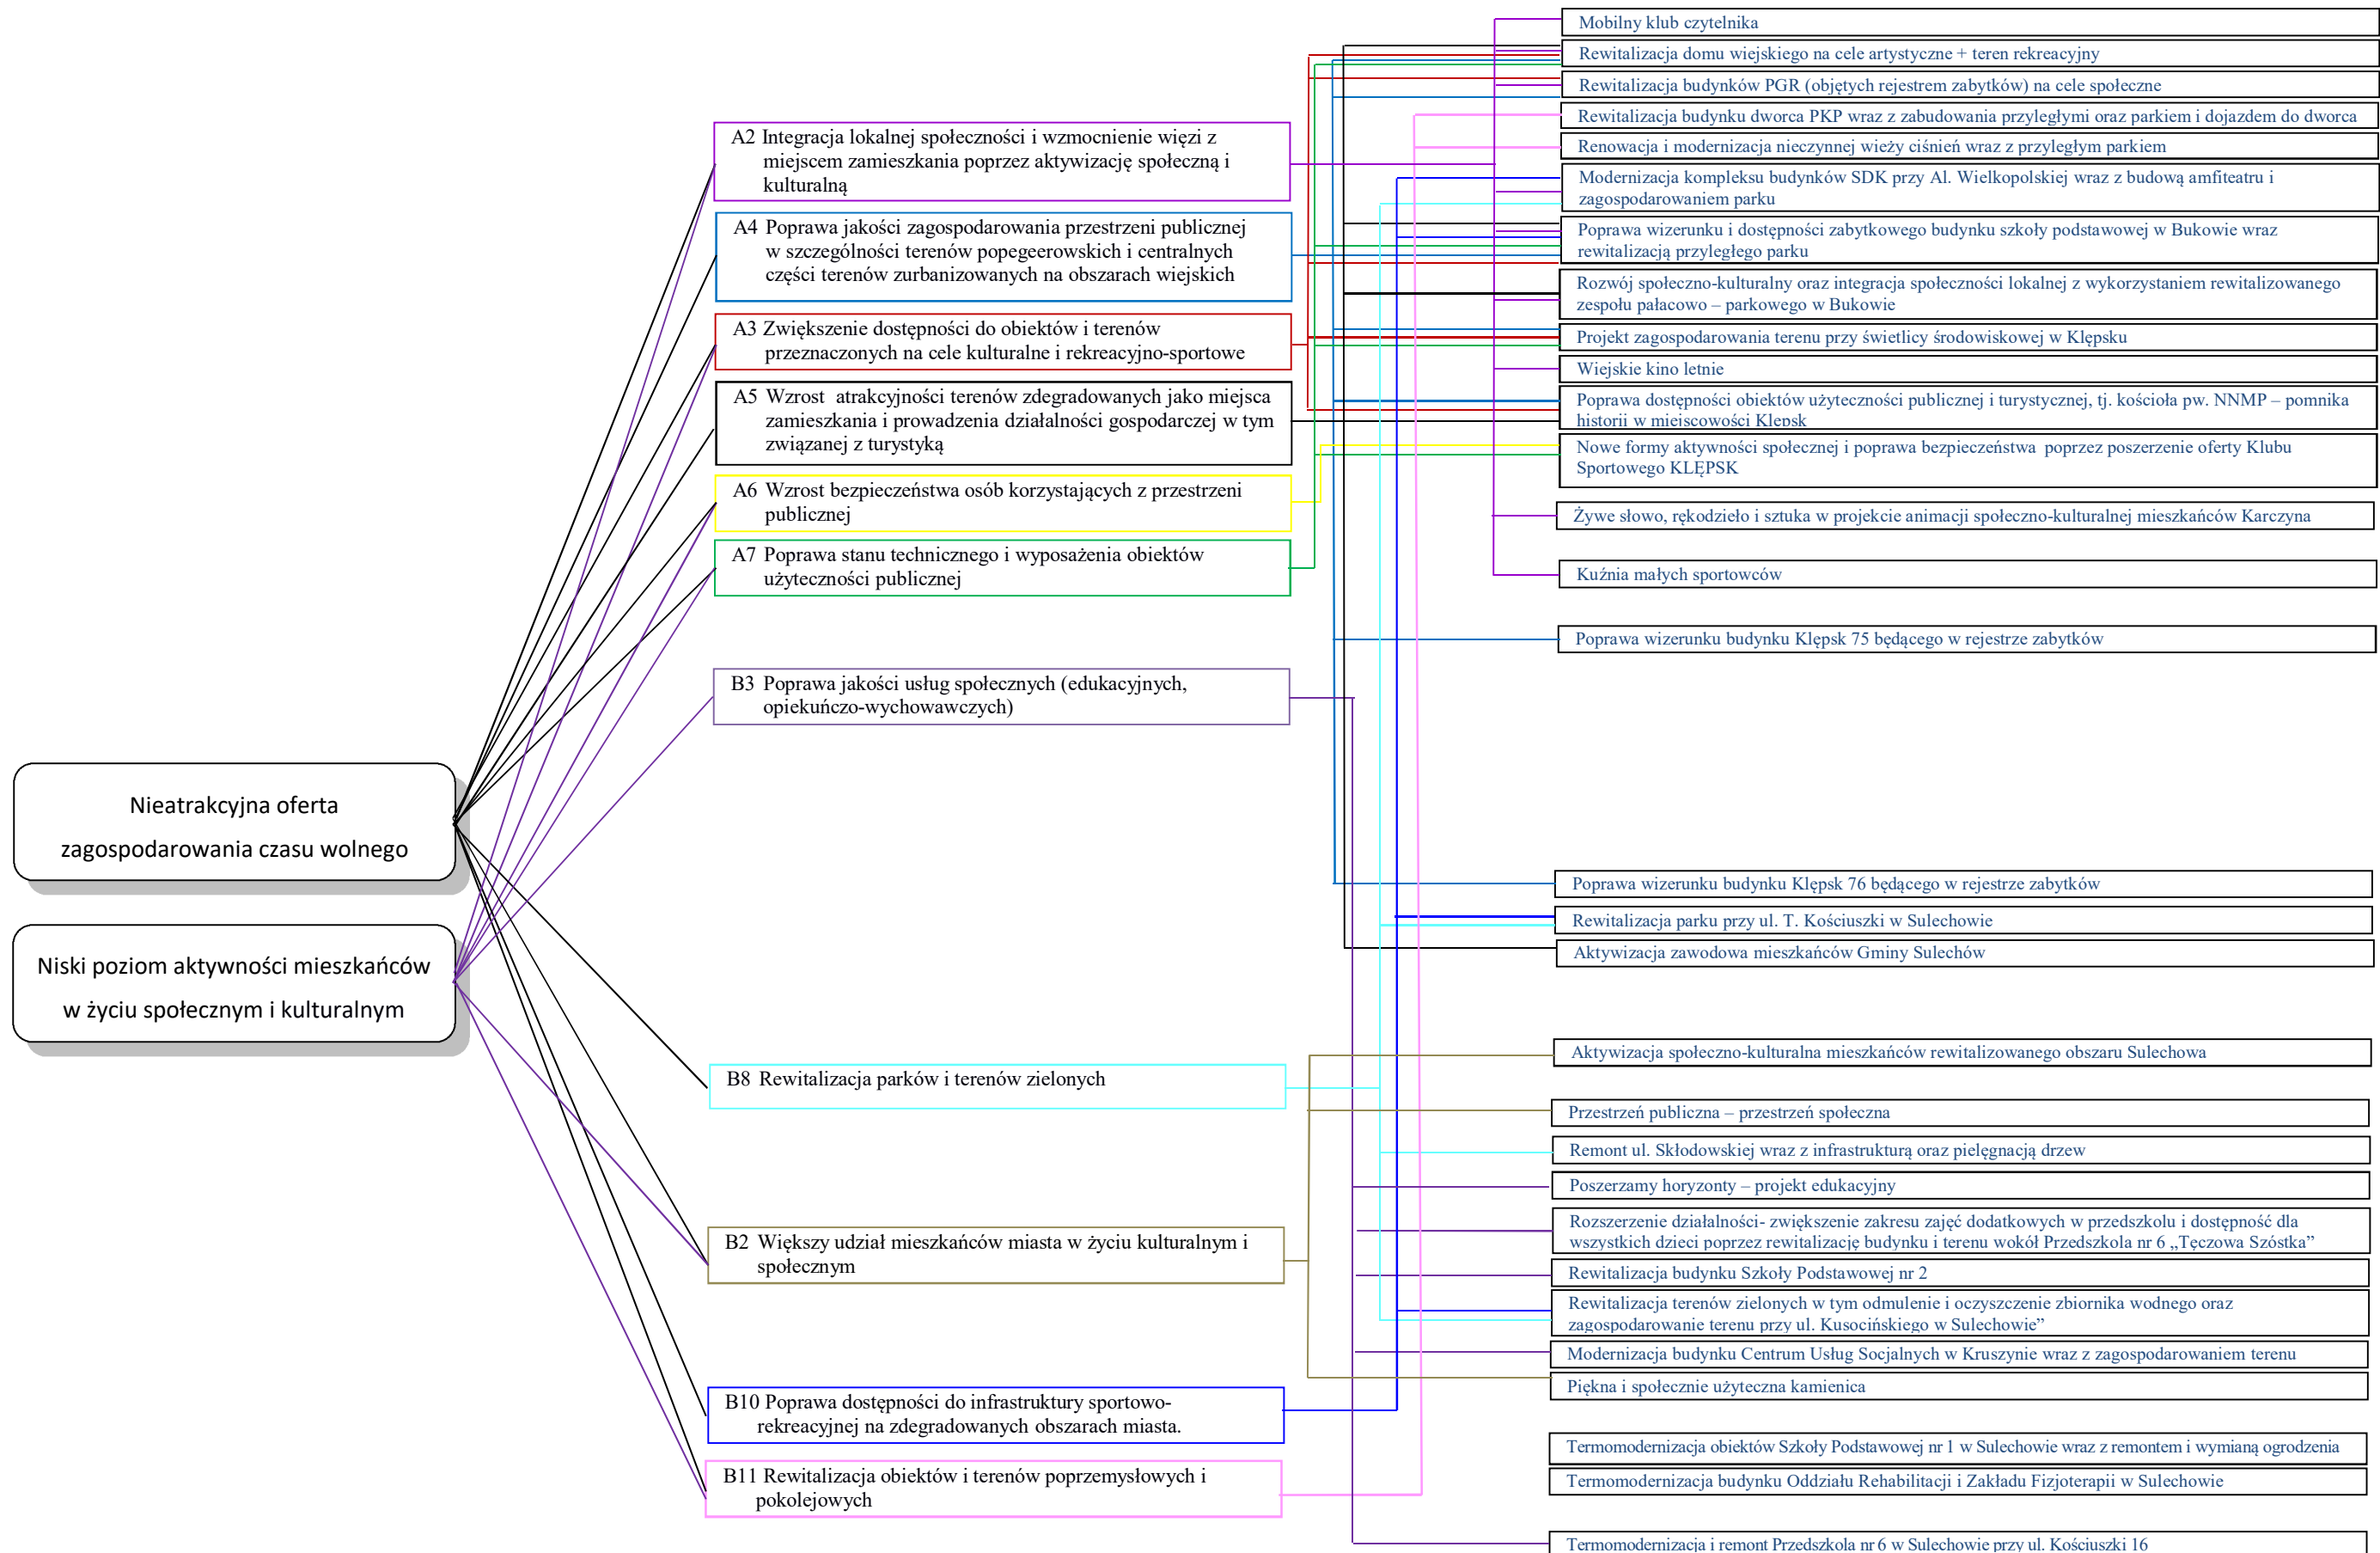 Nieatrakcyjna oferta
zagospodarowania czasu wolnego
Niski poziom aktywności mieszkańców
w życiu społecznym i kulturalnym
A2 Integracja lokalnej społeczności i wzmocnienie więzi z
miejscem zamieszkania poprzez aktywizację społeczną i
kulturalną
A4 Poprawa jakości zagospodarowania przestrzeni publicznej
w szczególności terenów popegeerowskich i centralnych
części terenów zurbanizowanych na obszarach wiejskich
A3 Zwiększenie dostępności do obiektów i terenów
przeznaczonych na cele kulturalne i rekreacyjno-sportowe
A5 Wzrost atrakcyjności terenów zdegradowanych jako miejsca
zamieszkania i prowadzenia działalności gospodarczej w tym
związanej z turystyką
A6 Wzrost bezpieczeństwa osób korzystających z przestrzeni
publicznej
A7 Poprawa stanu technicznego i wyposażenia obiektów
użyteczności publicznej
B3 Poprawa jakości usług społecznych (edukacyjnych,
opiekuńczo-wychowawczych)
B8 Rewitalizacja parków i terenów zielonych
B2 Większy udział mieszkańców miasta w życiu kulturalnym i
społecznym
B10 Poprawa dostępności do infrastruktury sportowo-
rekreacyjnej na zdegradowanych obszarach miasta.
B11 Rewitalizacja obiektów i terenów poprzemysłowych i
pokolejowych
Mobilny klub czytelnika
Rewitalizacja domu wiejskiego na cele artystyczne + teren rekreacyjny
Rewitalizacja budynków PGR (objętych rejestrem zabytków) na cele społeczne
Rewitalizacja budynku dworca PKP wraz z zabudowania przyległymi oraz parkiem i dojazdem do dworca
Renowacja i modernizacja nieczynnej wieży ciśnień wraz z przyległym parkiem
Modernizacja kompleksu budynków SDK przy Al. Wielkopolskiej wraz z budową amfiteatru i
zagospodarowaniem parku
Poprawa wizerunku i dostępności zabytkowego budynku szkoły podstawowej w Bukowie wraz
rewitalizacją przyległego parku
Rozwój społeczno-kulturalny oraz integracja społeczności lokalnej z wykorzystaniem rewitalizowanego
zespołu pałacowo – parkowego w Bukowie
Projekt zagospodarowania terenu przy świetlicy środowiskowej w Klępsku
Wiejskie kino letnie
Poprawa dostępności obiektów użyteczności publicznej i turystycznej, tj. kościoła pw. NNMP – pomnika
historii w miejscowości Klępsk
Nowe formy aktywności społecznej i poprawa bezpieczeństwa poprzez poszerzenie oferty Klubu
Sportowego KLĘPSK
Żywe słowo, rękodzieło i sztuka w projekcie animacji społeczno-kulturalnej mieszkańców Karczyna
Kuźnia małych sportowców
Poprawa wizerunku budynku Klępsk 75 będącego w rejestrze zabytków
Poprawa wizerunku budynku Klępsk 76 będącego w rejestrze zabytków
Rewitalizacja parku przy ul. T. Kościuszki w Sulechowie
Aktywizacja zawodowa mieszkańców Gminy Sulechów
Aktywizacja społeczno-kulturalna mieszkańców rewitalizowanego obszaru Sulechowa
Przestrzeń publiczna – przestrzeń społeczna
Remont ul. Skłodowskiej wraz z infrastrukturą oraz pielęgnacją drzew
Poszerzamy horyzonty – projekt edukacyjny
Rozszerzenie działalności- zwiększenie zakresu zajęć dodatkowych w przedszkolu i dostępność dla
wszystkich dzieci poprzez rewitalizację budynku i terenu wokół Przedszkola nr 6 „Tęczowa Szóstka”
Rewitalizacja budynku Szkoły Podstawowej nr 2
Rewitalizacja terenów zielonych w tym odmulenie i oczyszczenie zbiornika wodnego oraz
zagospodarowanie terenu przy ul. Kusocińskiego w Sulechowie”
Modernizacja budynku Centrum Usług Socjalnych w Kruszynie wraz z zagospodarowaniem terenu
Piękna i społecznie użyteczna kamienica
Termomodernizacja obiektów Szkoły Podstawowej nr 1 w Sulechowie wraz z remontem i wymianą ogrodzenia
Termomodernizacja budynku Oddziału Rehabilitacji i Zakładu Fizjoterapii w Sulechowie
Termomodernizacja i remont Przedszkola nr 6 w Sulechowie przy ul. Kościuszki 16